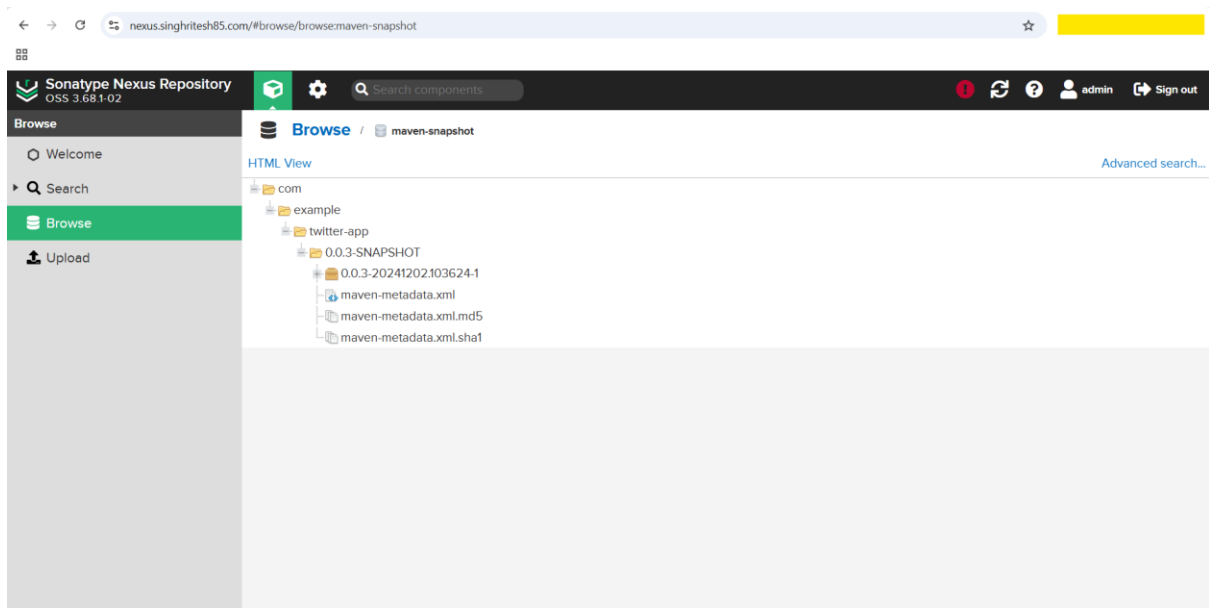 nexus.singhritesh85.com/#browse/browse:maven-snapshot
Sonatype Nexus Repository
OSS 3.68.1-02
Search components
admin
Sign out
Browse
Browse / maven-snapshot
Welcome
HTML View
Advanced search...
Search
com
example
Browse
twitter-app
0.0.3-SNAPSHOT
Upload
0.0.3-20241202.103624-1
maven-metadata.xml
maven-metadata.xml.md5
maven-metadata.xml.sha1